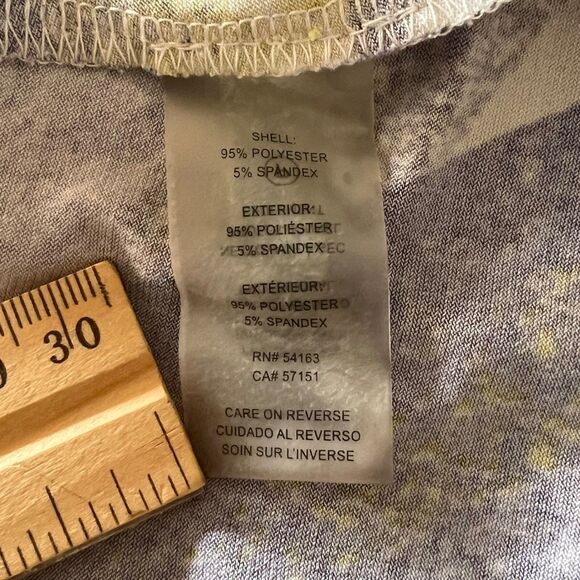 SHELL:
95% POLYESTER
5% SPANDEX
EXTERIOR:
95% POLIÉSTER
5% SPANDEX
EXTÉRIEUR:
95% POLYESTER
5% SPANDEX
RN# 54163
CA# 57151
CARE ON REVERSE
CUIDADO AL REVERSO
SOIN SUR L'INVERSE
30